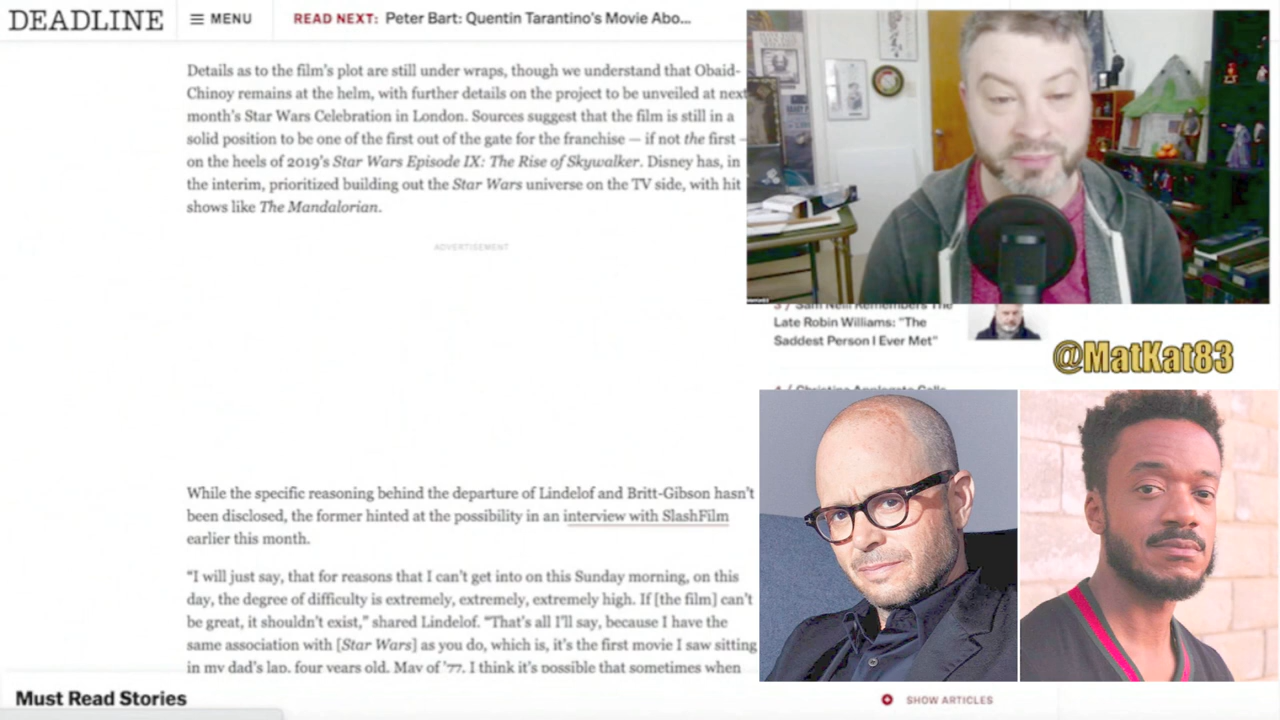 DEADLINE
MENU
READ NEXT: Peter Bart: Quentin Tarantino's Movie Abo...
Details as to the film's plot are still under wraps, though we understand that Obaid-
Chinoy remains at the helm, with further details on the project to be unveiled at next
month's Star Wars Celebration in London. Sources suggest that the film is still in a
solid position to be one of the first out of the gate for the franchise — if not the first –
on the heels of 2019's Star Wars Episode IX: The Rise of Skywalker. Disney has, in
the interim, prioritized building out the Star Wars universe on the TV side, with hit
shows like The Mandalorian.
ADVERTISEMENT
While the specific reasoning behind the departure of Lindelof and Britt-Gibson hasn't
been disclosed, the former hinted at the possibility in an interview with SlashFilm
earlier this month.
"I will just say, that for reasons that I can't get into on this Sunday morning, on this
day, the degree of difficulty is extremely, extremely, extremely high. If [the film] can't
be great, it shouldn't exist," shared Lindelof. "That's all I'll say, because I have the
same association with [Star Wars] as you do, which is, it's the first movie I saw sitting
in my dad's lap, four years old, May of '77. I think it's possible that sometimes when
3 / Sam Neill Remembers The
Late Robin Williams: "The
Saddest Person I Ever Met"
4 / Christina Applegate Calls
@MatKat83
Must Read Stories
SHOW ARTICLES